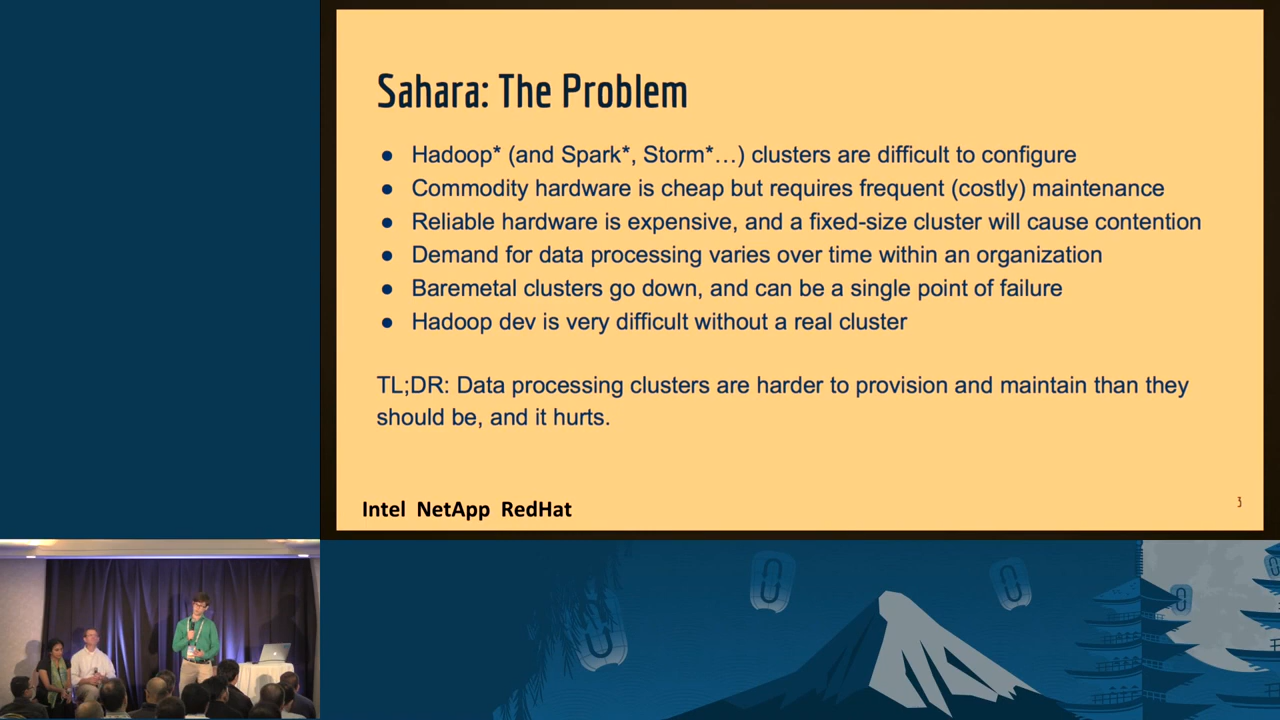 Sahara: The Problem
● Hadoop* (and Spark*, Storm*…) clusters are difficult to configure
● Commodity hardware is cheap but requires frequent (costly) maintenance
● Reliable hardware is expensive, and a fixed-size cluster will cause contention
● Demand for data processing varies over time within an organization
● Baremetal clusters go down, and can be a single point of failure
● Hadoop dev is very difficult without a real cluster
TL;DR: Data processing clusters are harder to provision and maintain than they
should be, and it hurts.
Intel NetApp RedHat
3